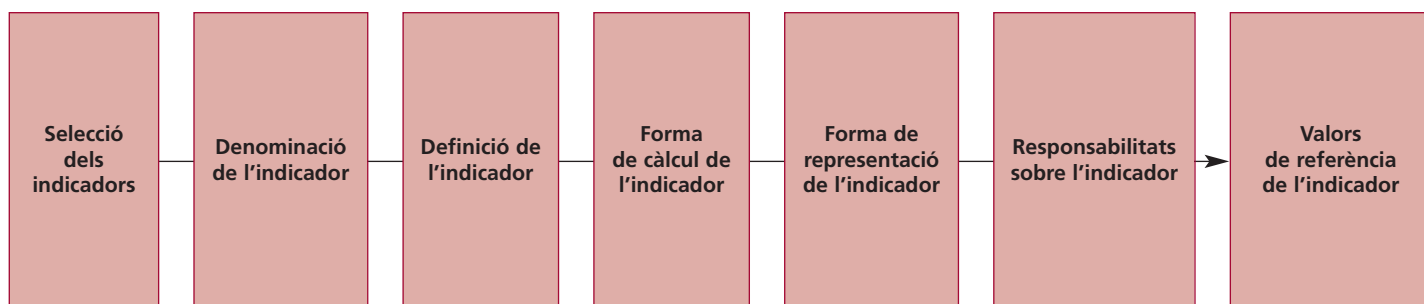 Selecció
dels
indicadors
Denominació
de l'indicador
Definició de
l'indicador
Forma
de càlcul de
l'indicador
Forma de
representació
de l'indicador
Responsabilitats
sobre l'indicador
Valors
de referència
de l'indicador